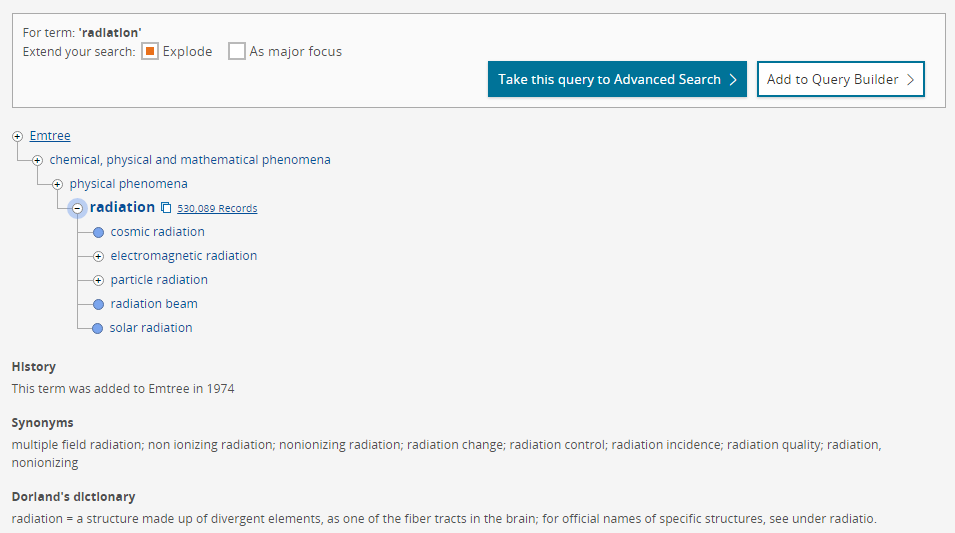 For term: 'radiation'
Extend your search: Explode As major focus
Take this query to Advanced Search
Add to Query Builder
Emtree
chemical, physical and mathematical phenomena
physical phenomena
radiation 530,089 Records
cosmic radiation
electromagnetic radiation
particle radiation
radiation beam
solar radiation
History
This term was added to Emtree in 1974
Synonyms
multiple field radiation; non ionizing radiation; nonionizing radiation; radiation change; radiation control; radiation incidence; radiation quality; radiation,
nonionizing
Dorland's dictionary
radiation = a structure made up of divergent elements, as one of the fiber tracts in the brain; for official names of specific structures, see under radiatio.